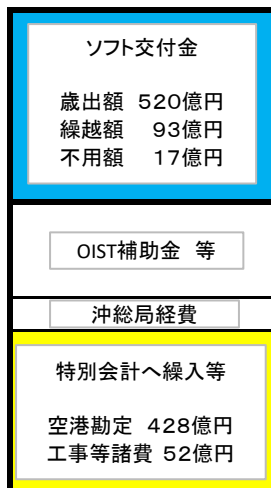 ソフト交付金
歳出額 520億円
繰越額 93億円
不用額 17億円
OIST補助金 等
沖総局経費
特別会計へ繰入等
空港勘定 428億円
工事等諸費 52億円